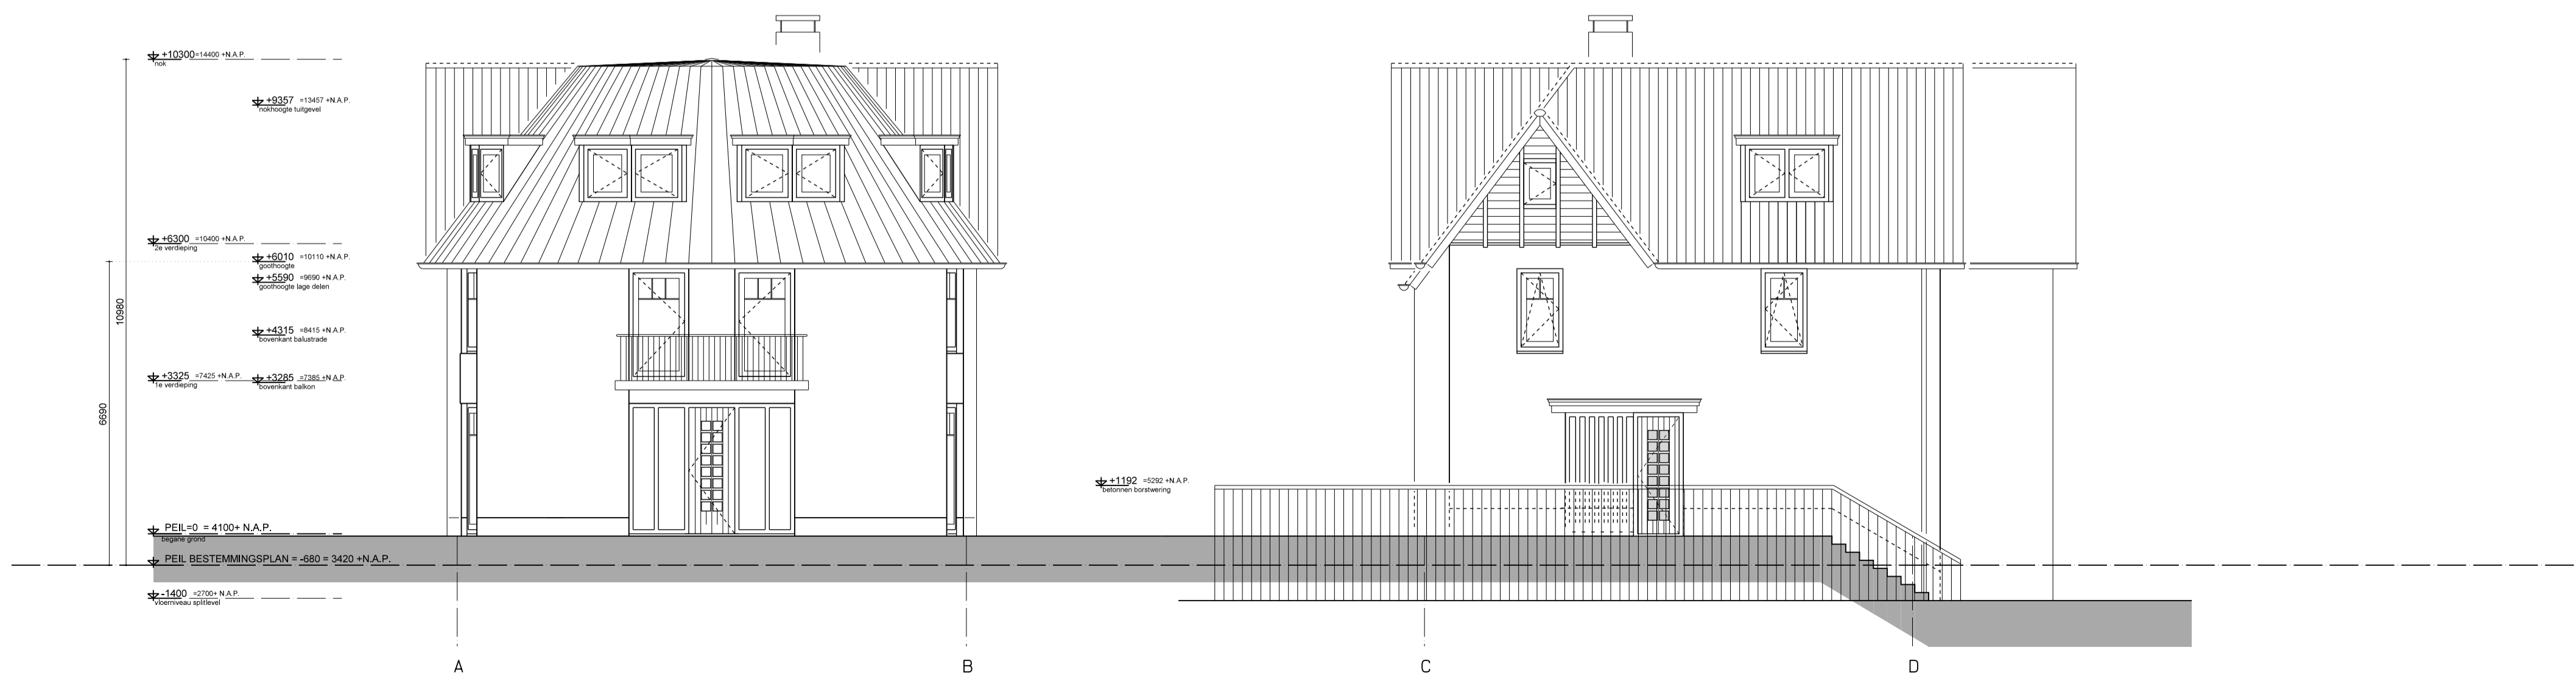 +10300=14400 +N.A.P.
nok
+9357 =13457 +N.A.P.
nokhoogte tuitgevel
+6300 =10400 +N.A.P.
2e verdieping
+6010 =10110 +N.A.P.
goothoogte
+5590 =9690 +N.A.P.
goothoogte lage delen
10980
+4315 =8415 +N.A.P.
bovenkant balustrade
+3325 =7425 +N.A.P.
1e verdieping
+3285 =7385 +N.A.P.
bovenkant balkon
6690
+1192 =5292 +N.A.P.
betonnen borstwering
PEIL=0 = 4100+ N.A.P.
begane grond
PEIL BESTEMMINGSPLAN = -680 = 3420 +N.A.P.
-1400 =2700+ N.A.P.
vloerniveau splitlevel
A B C D